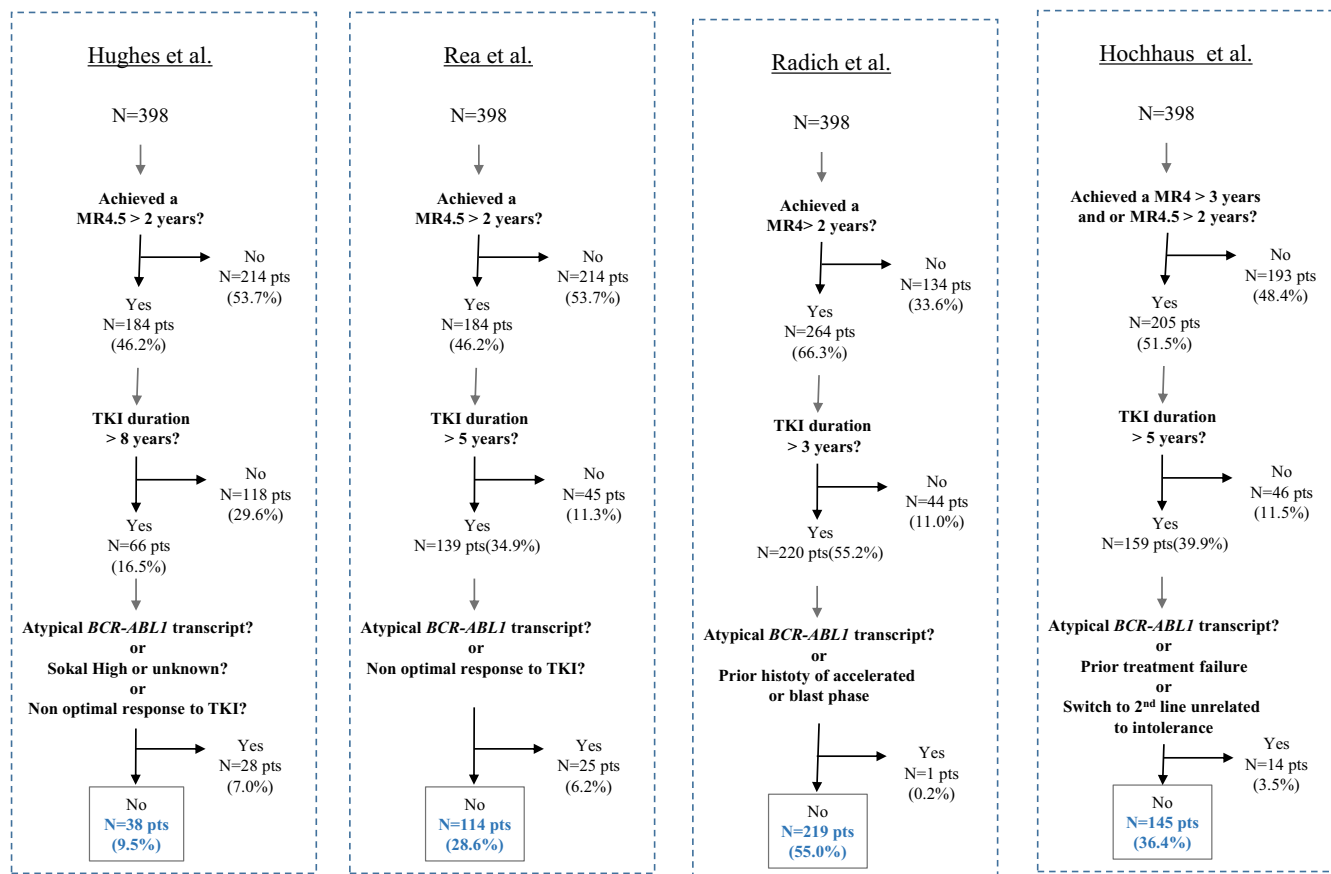 Hughes et al.
N=398
Achieved a
MR4.5 > 2 years?
No
N=214 pts
(53.7%)
Yes
N=184 pts
(46.2%)
TKI duration
> 8 years?
No
N=118 pts
(29.6%)
Yes
N=66 pts
(16.5%)
Atypical BCR-ABL1 transcript?
or
Sokal High or unknown?
or
Non optimal response to TKI?
Yes
N=28 pts
(7.0%)
No
N=38 pts
(9.5%)
Rea et al.
N=398
Achieved a
MR4.5 > 2 years?
No
N=214 pts
(53.7%)
Yes
N=184 pts
(46.2%)
TKI duration
> 5 years?
No
N=45 pts
(11.3%)
Yes
N=139 pts(34.9%)
Atypical BCR-ABL1 transcript?
or
Non optimal response to TKI?
Yes
N=25 pts
(6.2%)
No
N=114 pts
(28.6%)
Radich et al.
N=398
Achieved a
MR4> 2 years?
No
N=134 pts
(33.6%)
Yes
N=264 pts
(66.3%)
TKI duration
> 3 years?
No
N=44 pts
(11.0%)
Yes
N=220 pts(55.2%)
Atypical BCR-ABL1 transcript?
or
Prior histoty of accelerated
or blast phase
Yes
N=1 pts
(0.2%)
No
N=219 pts
(55.0%)
Hochhaus et al.
N=398
Achieved a MR4 > 3 years
and or MR4.5 > 2 years?
No
N=193 pts
(48.4%)
Yes
N=205 pts
(51.5%)
TKI duration
> 5 years?
No
N=46 pts
(11.5%)
Yes
N=159 pts(39.9%)
Atypical BCR-ABL1 transcript?
or
Prior treatment failure
or
Switch to 2nd line unrelated
to intolerance
Yes
N=14 pts
(3.5%)
No
N=145 pts
(36.4%)